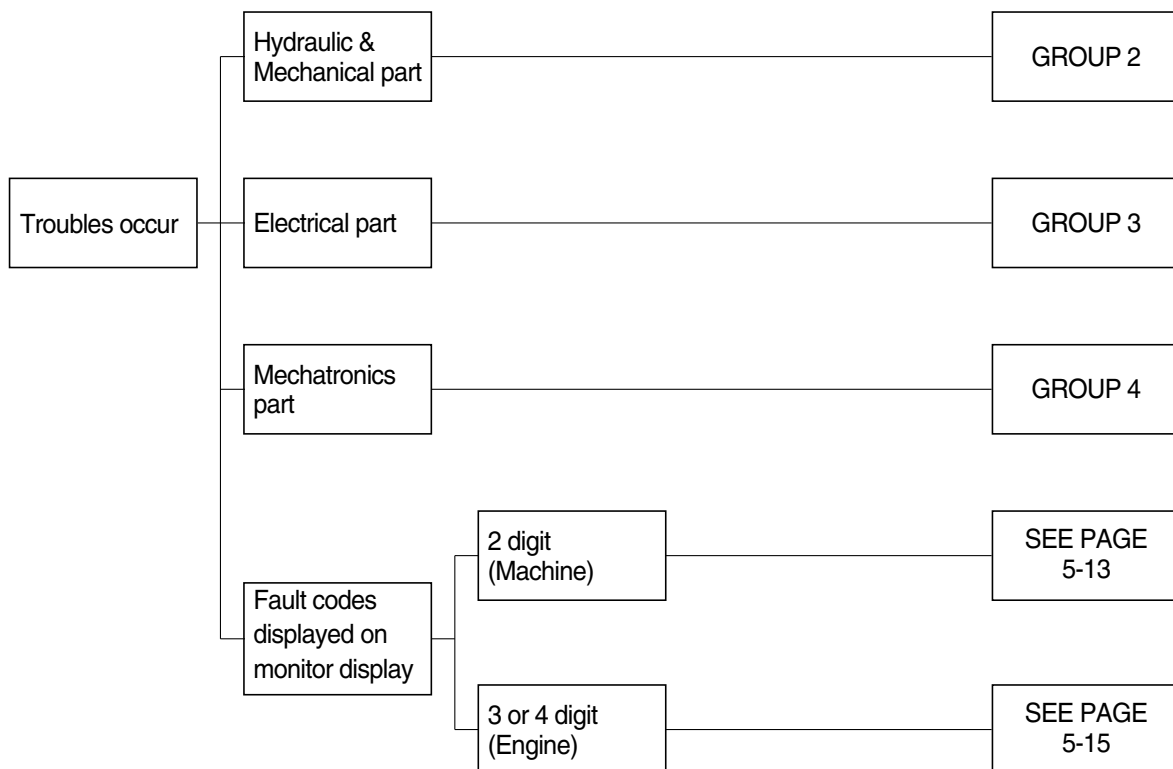 Hydraulic &
Mechanical part
GROUP 2
Troubles occur
Electrical part
GROUP 3
Mechatronics
part
GROUP 4
Fault codes
displayed on
monitor display
2 digit
(Machine)
SEE PAGE
5-13
3 or 4 digit
(Engine)
SEE PAGE
5-15